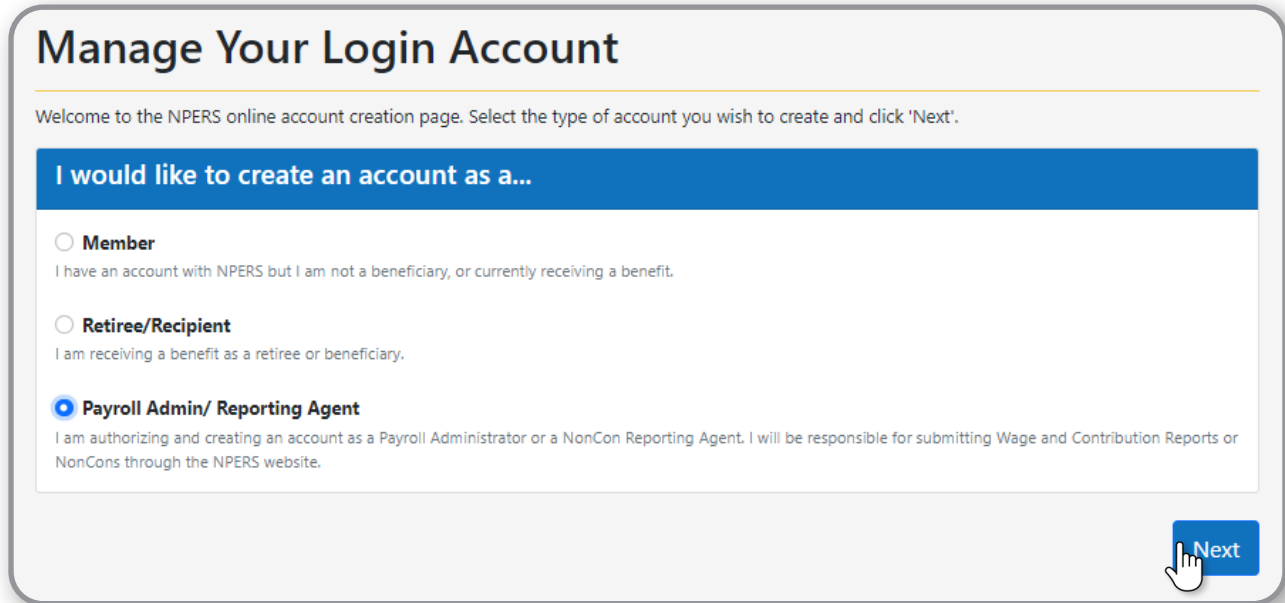 Manage Your Login Account
Welcome to the NPERS online account creation page. Select the type of account you wish to create and click 'Next'.
I would like to create an account as a...
Member
I have an account with NPERS but I am not a beneficiary, or currently receiving a benefit.
Retiree/Recipient
I am receiving a benefit as a retiree or beneficiary.
Payroll Admin/ Reporting Agent
I am authorizing and creating an account as a Payroll Administrator or a NonCon Reporting Agent. I will be responsible for submitting Wage and Contribution Reports or
NonCons through the NPERS website.
Next